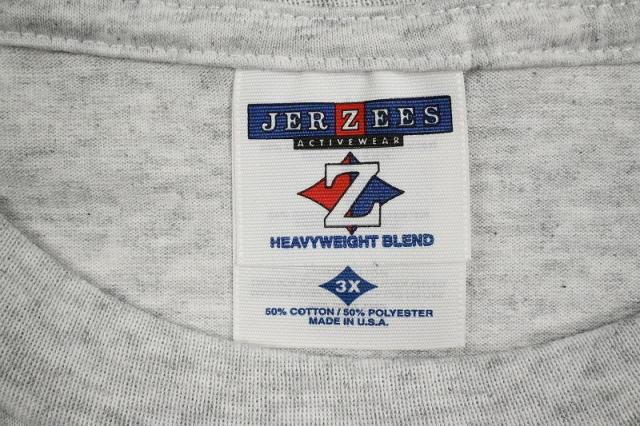 JERZEES
ACTIVEWEAR
Z
HEAVYWEIGHT BLEND
3X
50% COTTON / 50% POLYESTER
MADE IN U.S.A.